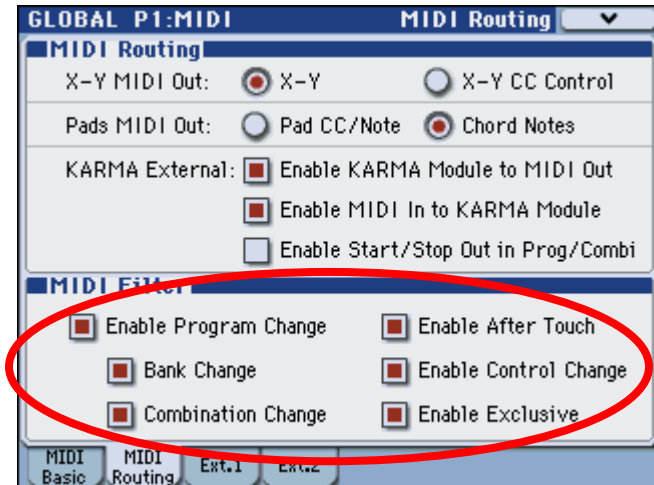 GLOBAL P1:MIDI MIDI Routing
MIDI Routing
X-Y MIDI Out: X-Y X-Y CC Control
Pads MIDI Out: Pad CC/Note Chord Notes
KARMA External: Enable KARMA Module to MIDI Out
Enable MIDI In to KARMA Module
Enable Start/Stop Out in Prog/Combi
MIDI Filter
Enable Program Change Enable After Touch
Bank Change Enable Control Change
Combination Change Enable Exclusive
MIDI Basic MIDI Routing Ext.1 Ext.2